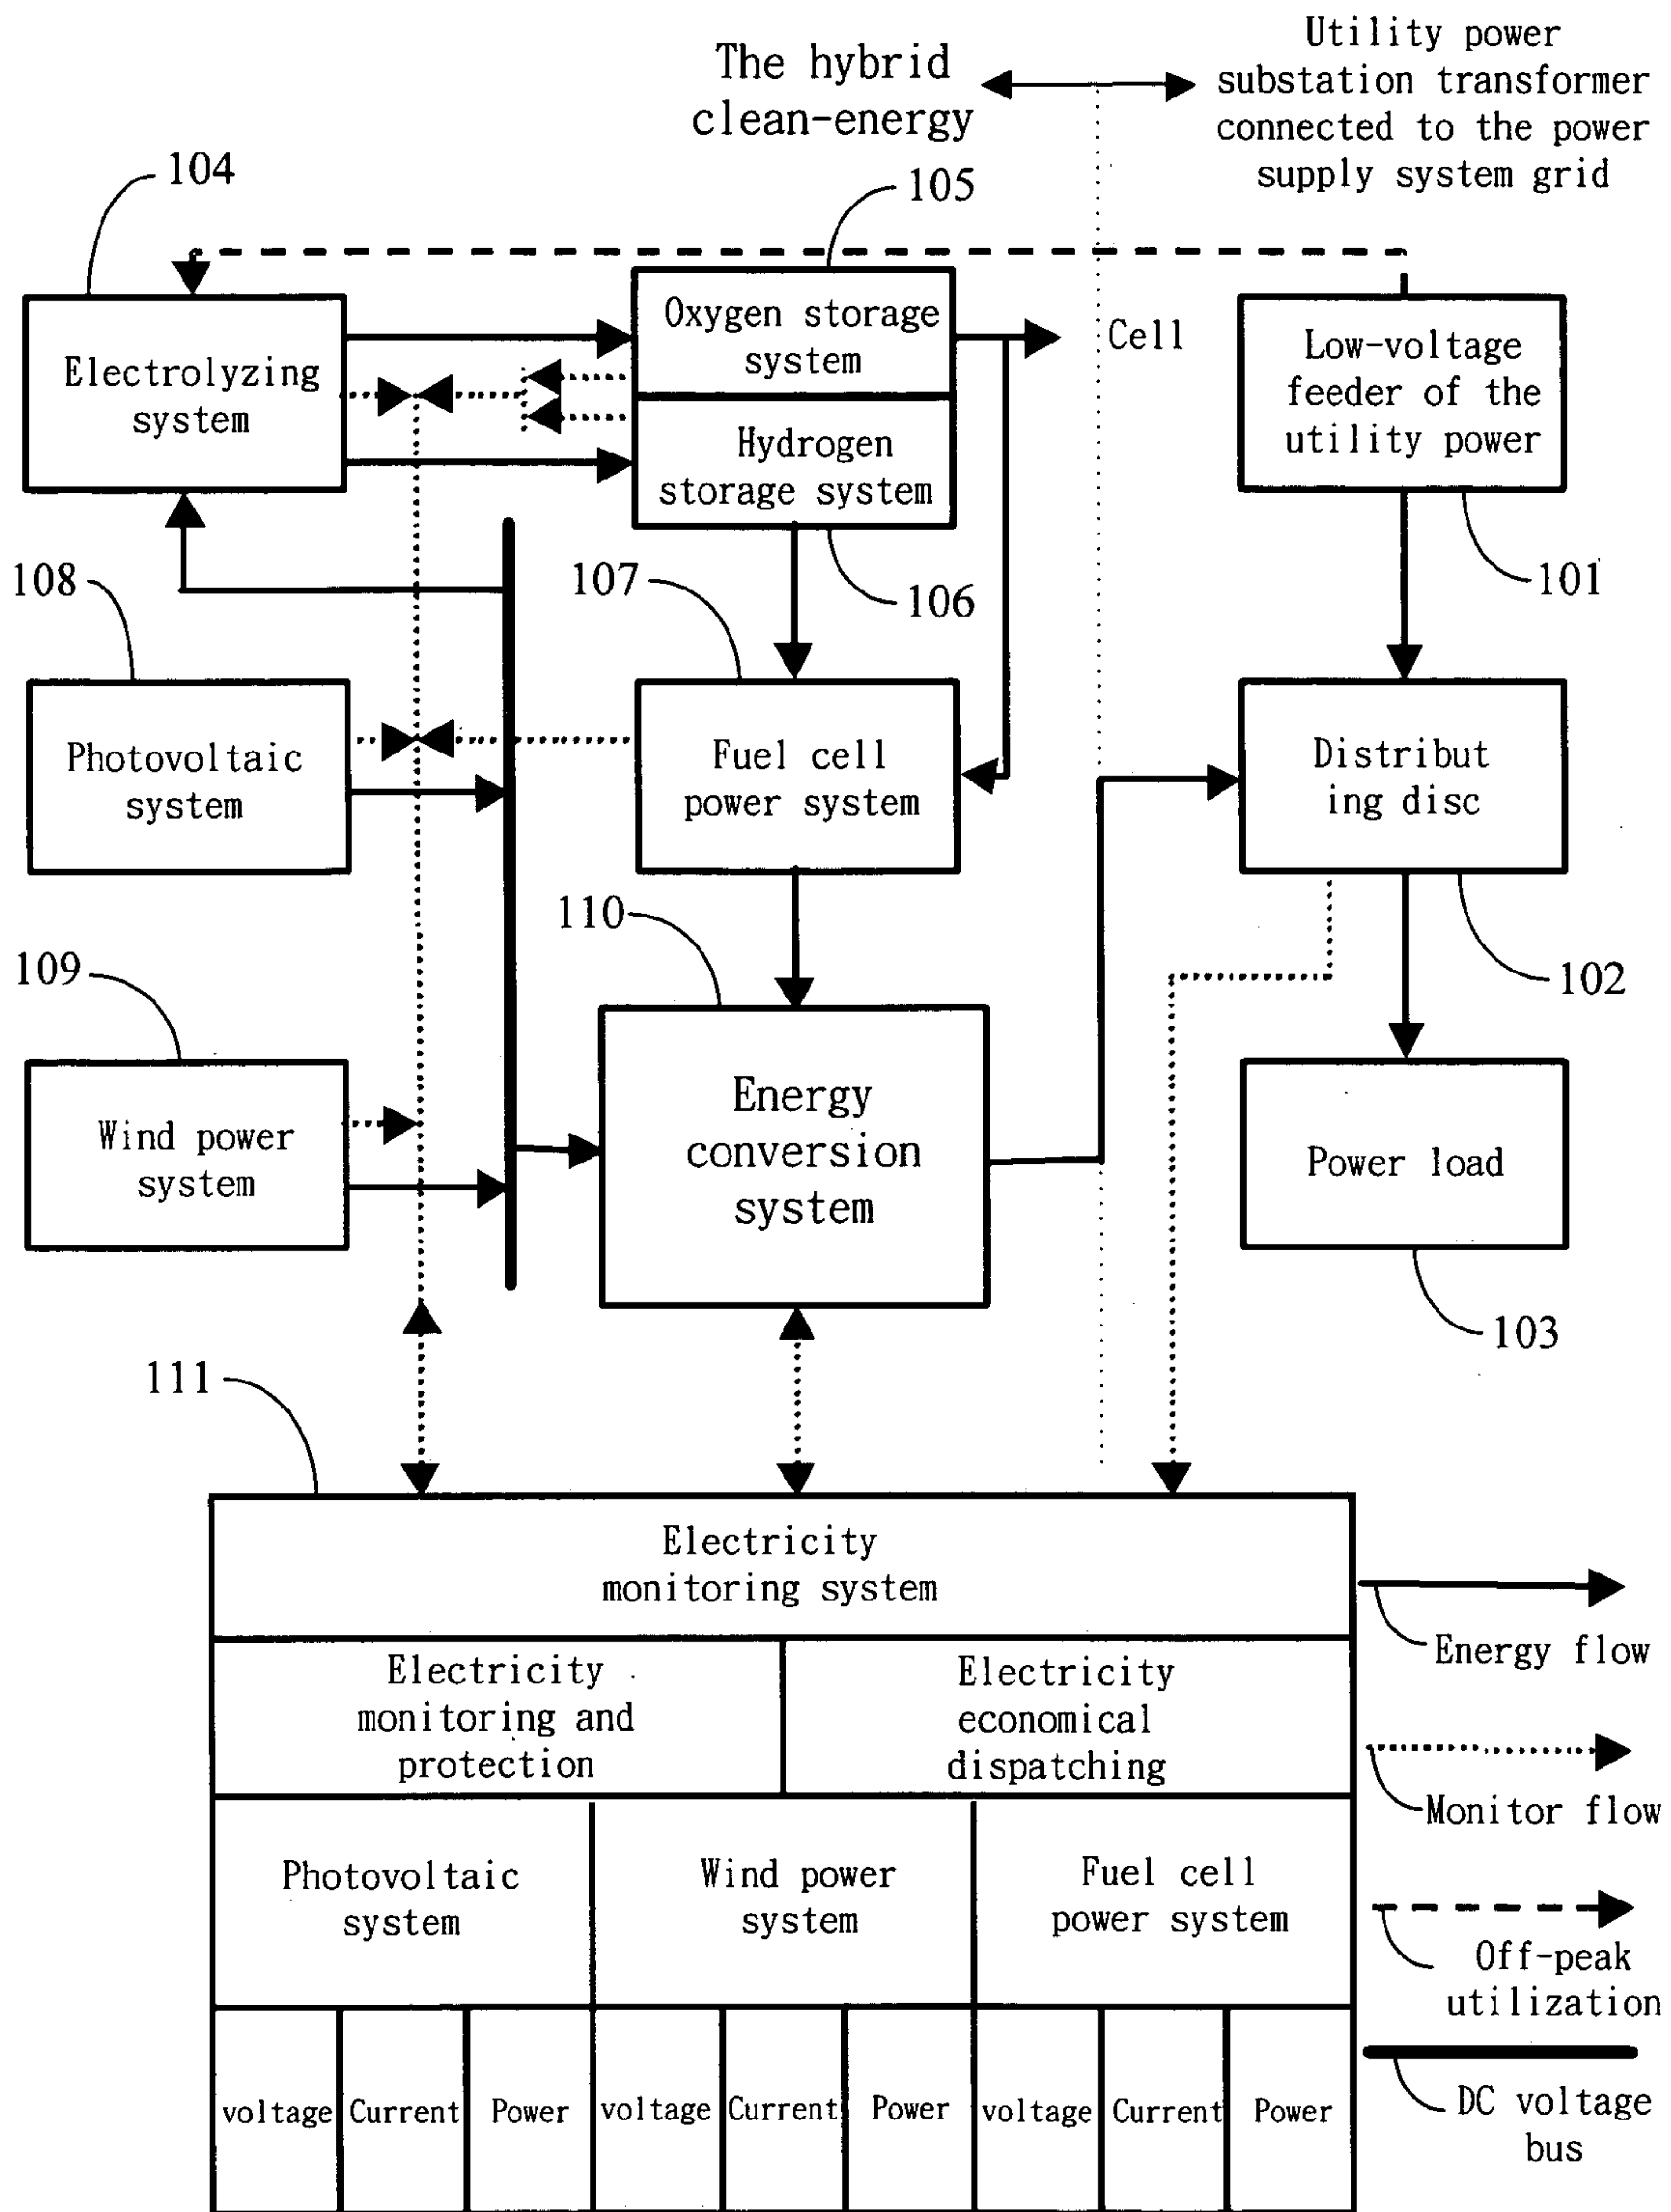 The hybrid
clean-energy
Utility power
substation transformer
connected to the power
supply system grid
104
105
Electrolyzing
system
Oxygen storage
system
Cell
Low-voltage
feeder of the
utility power
Hydrogen
storage system
108
107
106
101
Photovoltaic
system
Fuel cell
power system
Distribut
ing disc
110
109
102
Wind power
system
Energy
conversion
system
Power load
103
111
Electricity
monitoring system
Energy flow
Electricity
monitoring and
protection
Electricity
economical
dispatching
Monitor flow
Photovoltaic
system
Wind power
system
Fuel cell
power system
Off-peak
utilization
voltage Current Power voltage Current Power voltage Current Power
DC voltage
bus